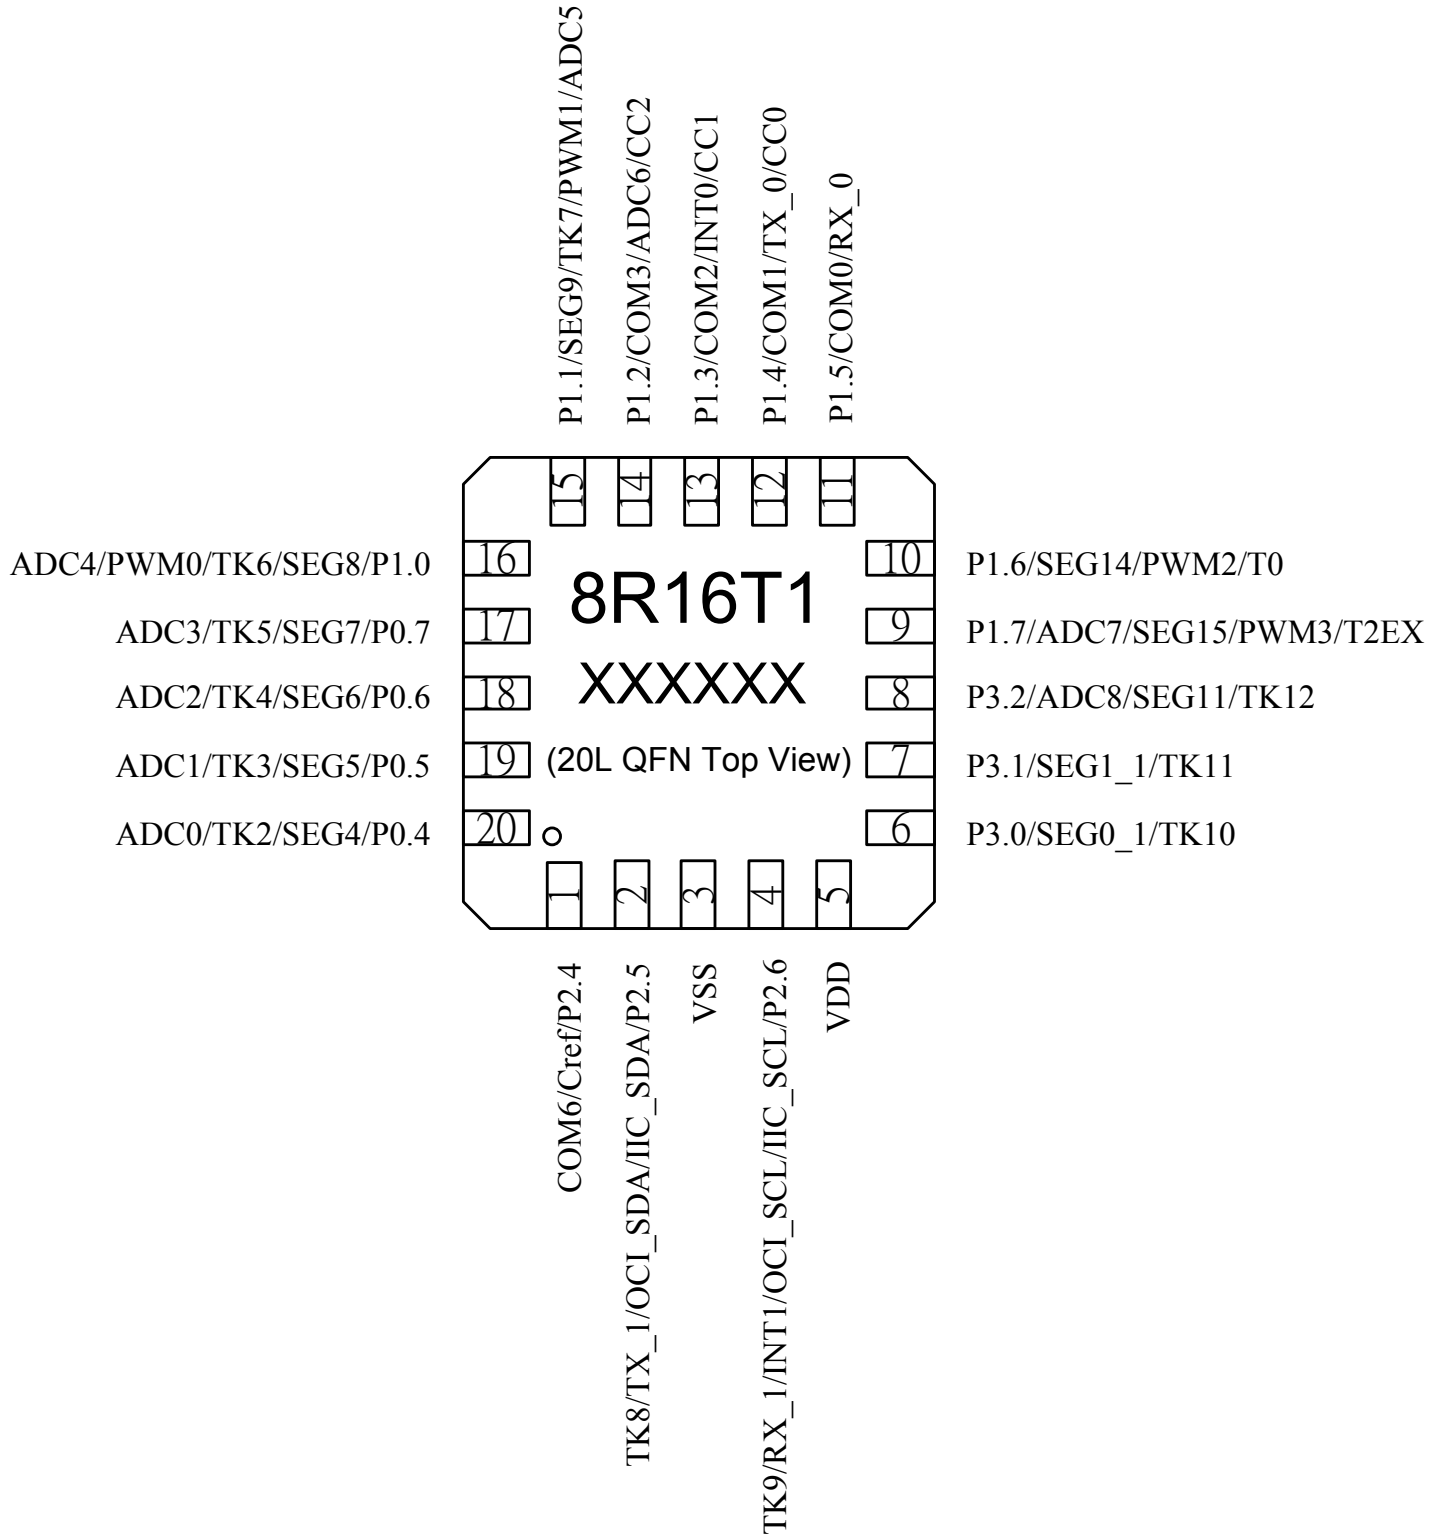 P1.1/SEG9/TK7/PWM1/ADC5
P1.2/COM3/ADC6/CC2
P1.3/COM2/INT0/CC1
P1.4/COM1/TX_0/CC0
P1.5/COM0/RX_0
15
14
13
12
11
ADC4/PWM0/TK6/SEG8/P1.0
16
ADC3/TK5/SEG7/P0.7
17
ADC2/TK4/SEG6/P0.6
18
ADC1/TK3/SEG5/P0.5
19
ADC0/TK2/SEG4/P0.4
20
8R16T1
XXXXXX
(20L QFN Top View)
10
P1.6/SEG14/PWM2/T0
9
P1.7/ADC7/SEG15/PWM3/T2EX
8
P3.2/ADC8/SEG11/TK12
7
P3.1/SEG1_1/TK11
6
P3.0/SEG0_1/TK10
1
2
3
4
5
COM6/Cref/P2.4
TK8/TX_1/OCI_SDA/IIC_SDA/P2.5
VSS
TK9/RX_1/INT1/OCI_SCL/IIC_SCL/P2.6
VDD